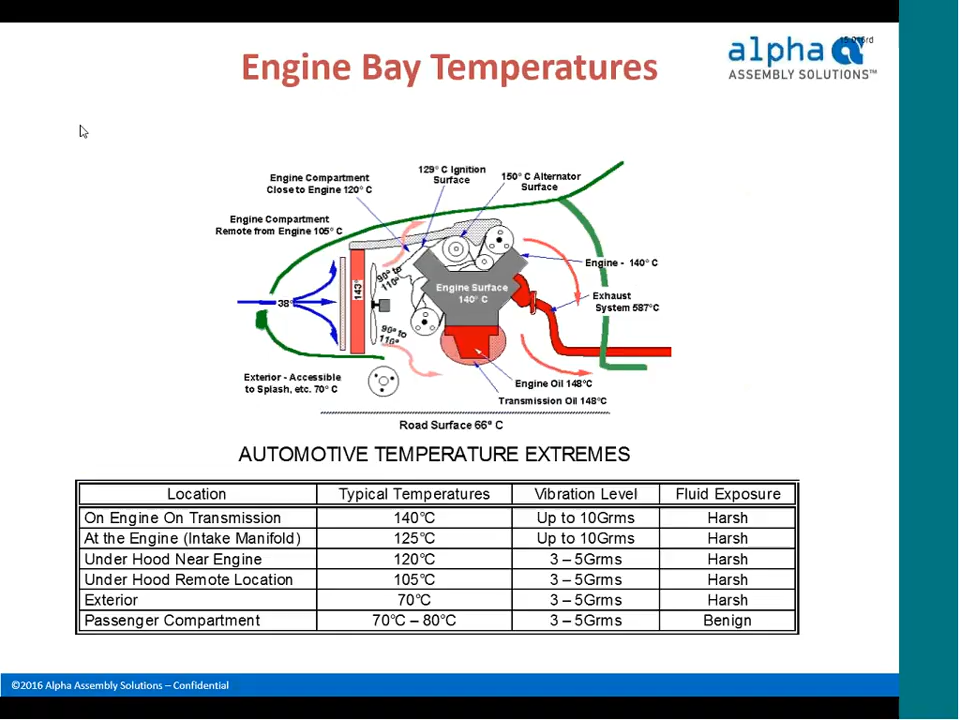 Engine Bay Temperatures
alpha
ASSEMBLY SOLUTIONS™
129° C Ignition
Surface
150° C Alternator
Surface
Engine Compartment
Close to Engine 120° C
Engine Compartment
Remote from Engine 105° C
Engine - 140° C
90° to
110°
143°
Engine Surface
140° C
38°
Exhaust
System 587°C
90° to
110°
Exterior - Accessible
to Splash, etc. 70° C
Engine Oil 148°C
Transmission Oil 148°C
Road Surface 66° C
AUTOMOTIVE TEMPERATURE EXTREMES
Location Typical Temperatures Vibration Level Fluid Exposure
On Engine On Transmission 140°C Up to 10Grms Harsh
At the Engine (Intake Manifold) 125°C Up to 10Grms Harsh
Under Hood Near Engine 120°C 3 – 5Grms Harsh
Under Hood Remote Location 105°C 3 – 5Grms Harsh
Exterior 70°C 3 – 5Grms Harsh
Passenger Compartment 70°C – 80°C 3 – 5Grms Benign
©2016 Alpha Assembly Solutions – Confidential